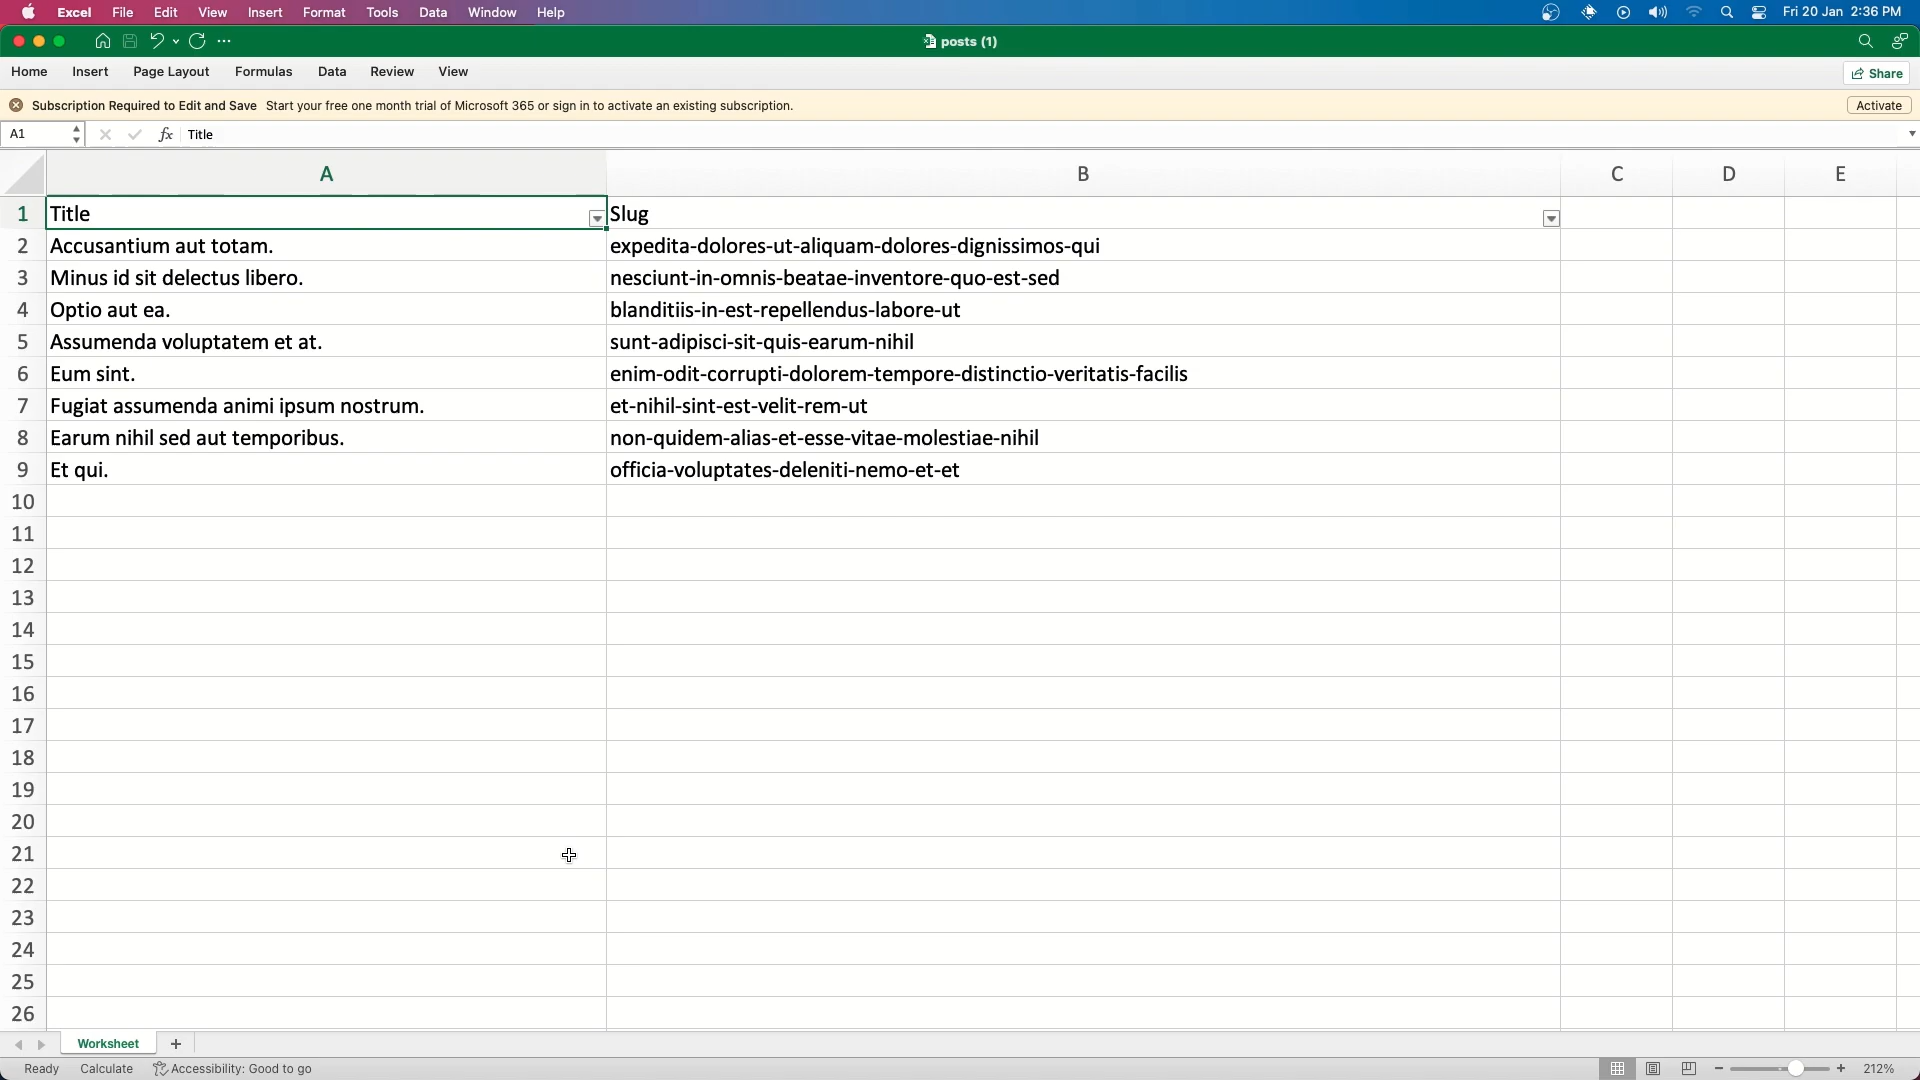 Excel File Edit View Insert Format Tools Data Window Help Fri 20 Jan 2:36 PM
posts (1)
Home Insert Page Layout Formulas Data Review View Share
Subscription Required to Edit and Save Start your free one month trial of Microsoft 365 or sign in to activate an existing subscription. Activate
A1 fx Title
A B C D E
1 Title Slug
2 Accusantium aut totam. expedita-dolores-ut-aliquam-dolores-dignissimos-qui
3 Minus id sit delectus libero. nesciunt-in-omnis-beatae-inventore-quo-est-sed
4 Optio aut ea. blanditiis-in-est-repellendus-labore-ut
5 Assumenda voluptatem et at. sunt-adipisci-sit-quis-earum-nihil
6 Eum sint. enim-odit-corrupti-dolorem-tempore-distinctio-veritatis-facilis
7 Fugiat assumenda animi ipsum nostrum. et-nihil-sint-est-velit-rem-ut
8 Earum nihil sed aut temporibus. non-quidem-alias-et-esse-vitae-molestiae-nihil
9 Et qui. officia-voluptates-deleniti-nemo-et-et
10
11
12
13
14
15
16
17
18
19
20
21
22
23
24
25
26
Worksheet
Ready Calculate Accessibility: Good to go 212%